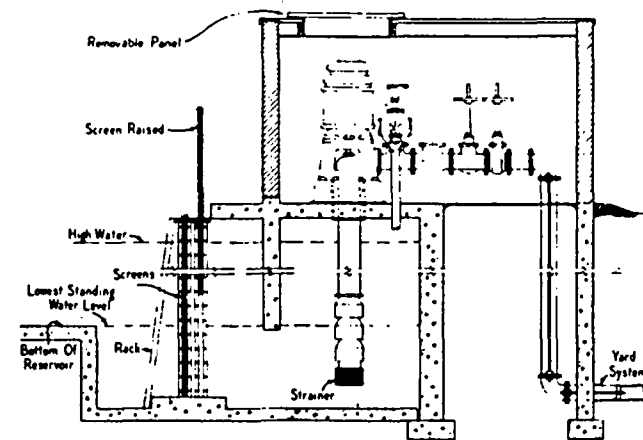 Removable Panel
Screen Raised
High Water
Screens
Lowest Standing
Water Level
Bottom Of
Reservoir
Rack
Strainer
Yard
System